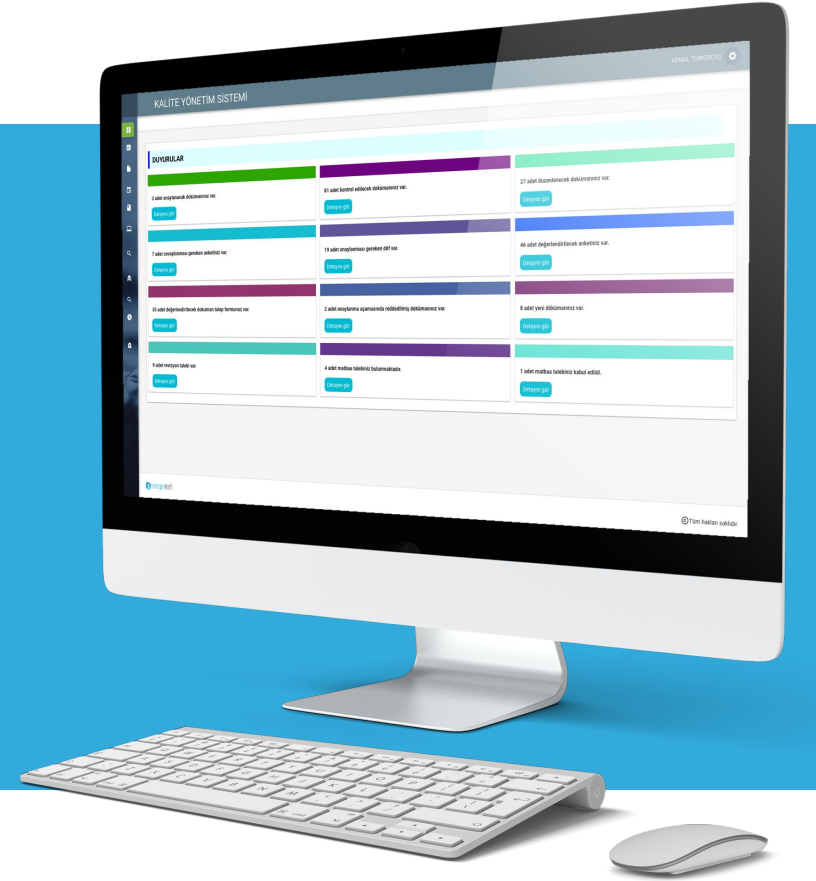 KEMAL TÜRKERİYO
KALİTE YÖNETİM SİSTEMİ
DUYURULAR
3 adet onaylanacak dokümanınız var.
Detayını gör
81 adet kontrol edilecek dokümanınız var.
Detayını gör
27 adet düzenlenecek dokümanınız var.
Detayını gör
7 adet cevaplanması gereken anketiniz var.
Detayını gör
19 adet onaylanması gereken döf var.
Detayını gör
46 adet değerlendirilecek anketiniz var.
Detayını gör
35 adet değerlendirilecek doküman talep formunuz var.
Detayını gör
2 adet onaylanma aşamasında reddedilmiş dokümanınız var.
Detayını gör
8 adet yeni dökümanınız var.
Detayını gör
9 adet revizyon talebi var.
Detayını gör
4 adet matbaa talebiniz bulunmaktadır.
Detayını gör
1 adet matbaa talebiniz kabul edildi.
Detayını gör
© Tüm hakları saklıdır.